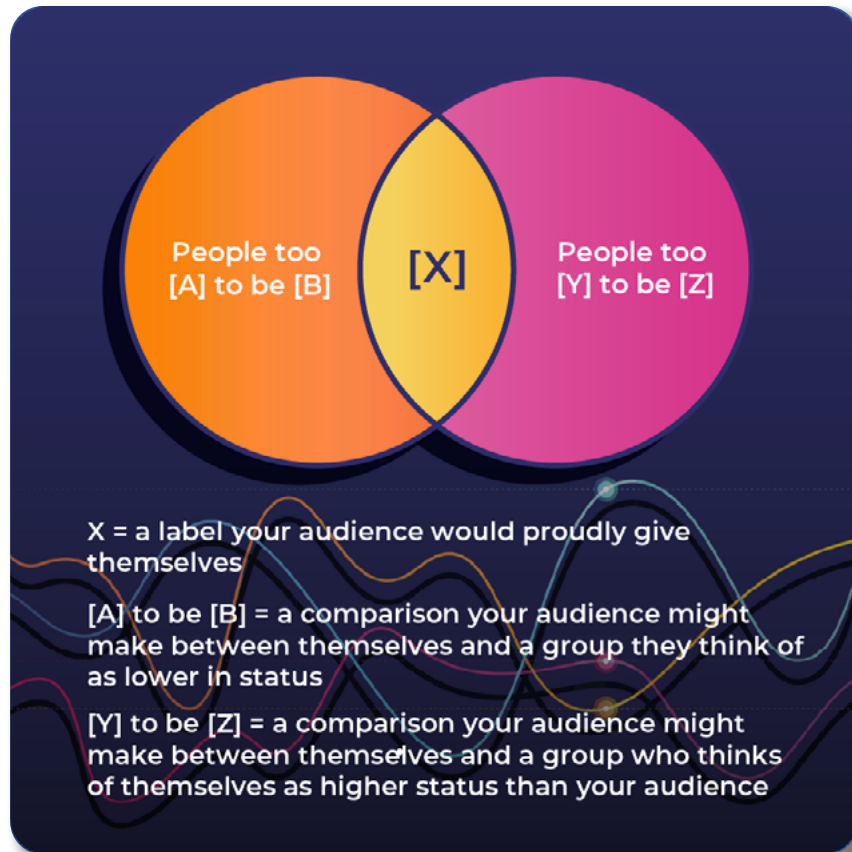 People too
[A] to be [B]
[X]
People too
[Y] to be [Z]
X = a label your audience would proudly give
themselves
[A] to be [B] = a comparison your audience might
make between themselves and a group they think of
as lower in status
[Y] to be [Z] = a comparison your audience might
make between themselves and a group who thinks
of themselves as higher status than your audience